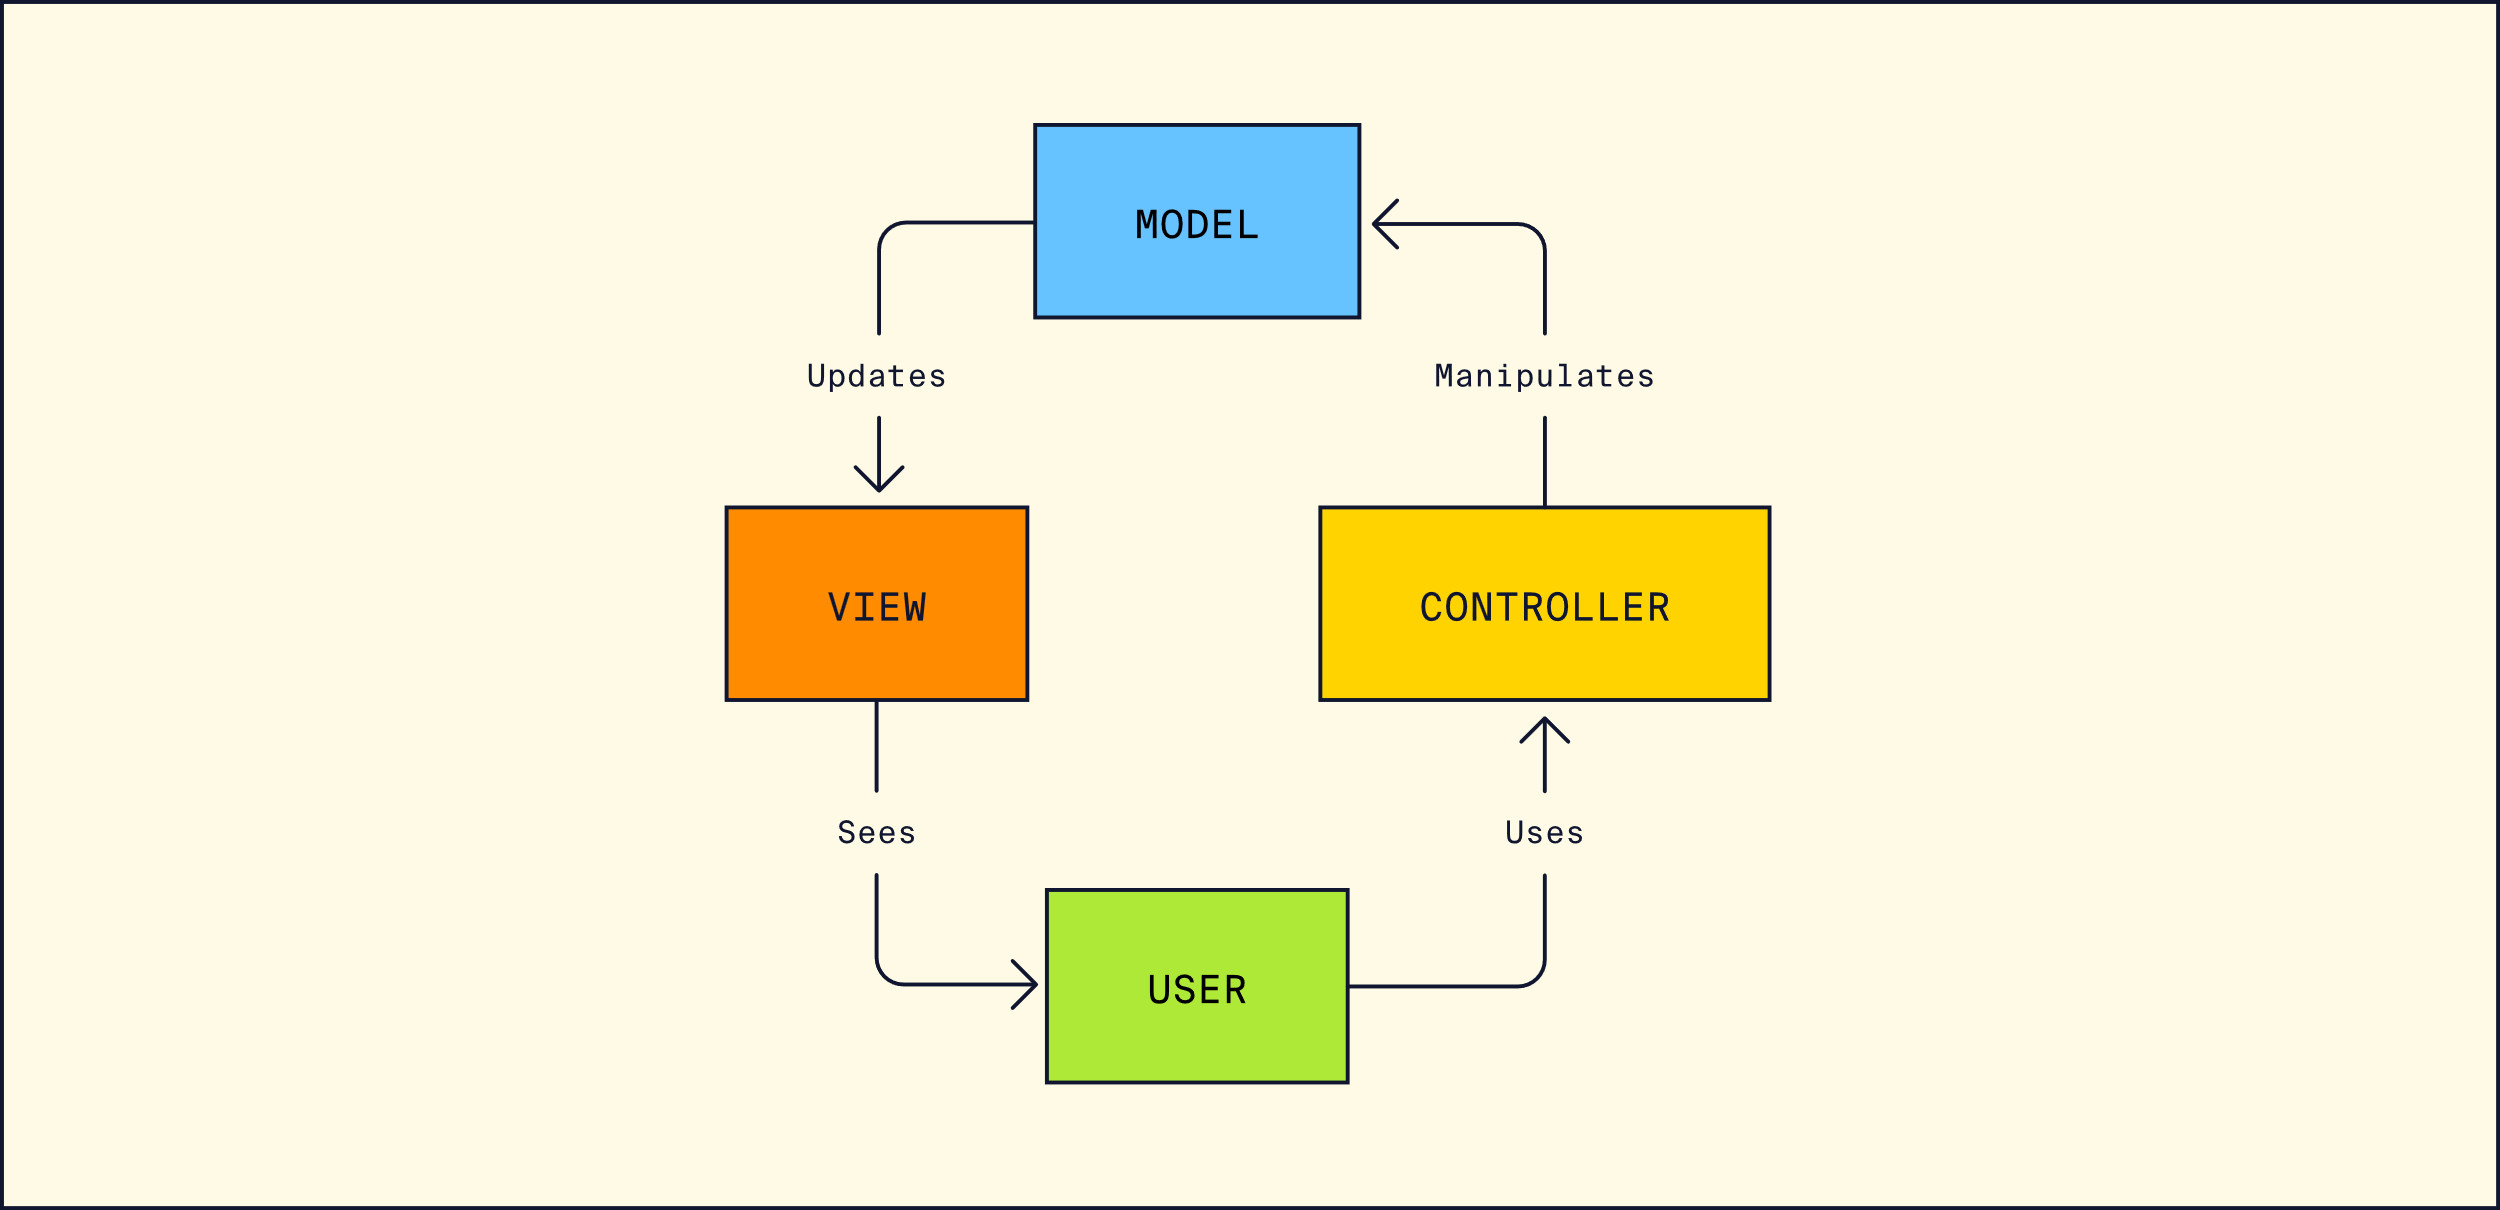 MODEL
Updates
Manipulates
VIEW
CONTROLLER
Sees
Uses
USER